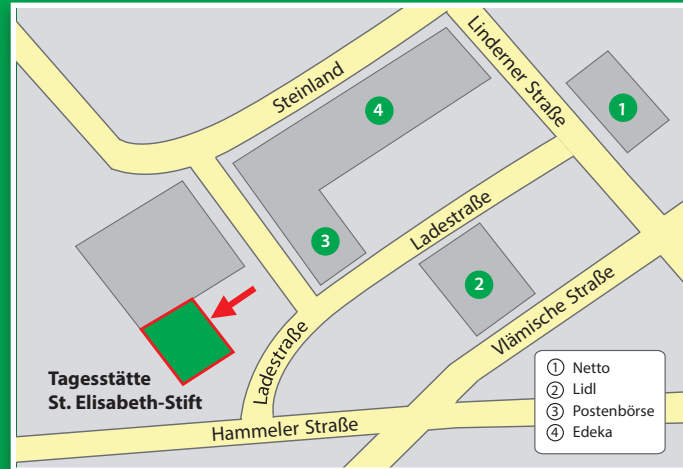 Steinland
Linderner Straße
1
4
3
Ladestraße
2
Vlämische Straße
Ladestraße
Tagesstätte
St. Elisabeth-Stift
Hammeler Straße
1 Netto
2 Lidl
3 Postenbörse
4 Edeka